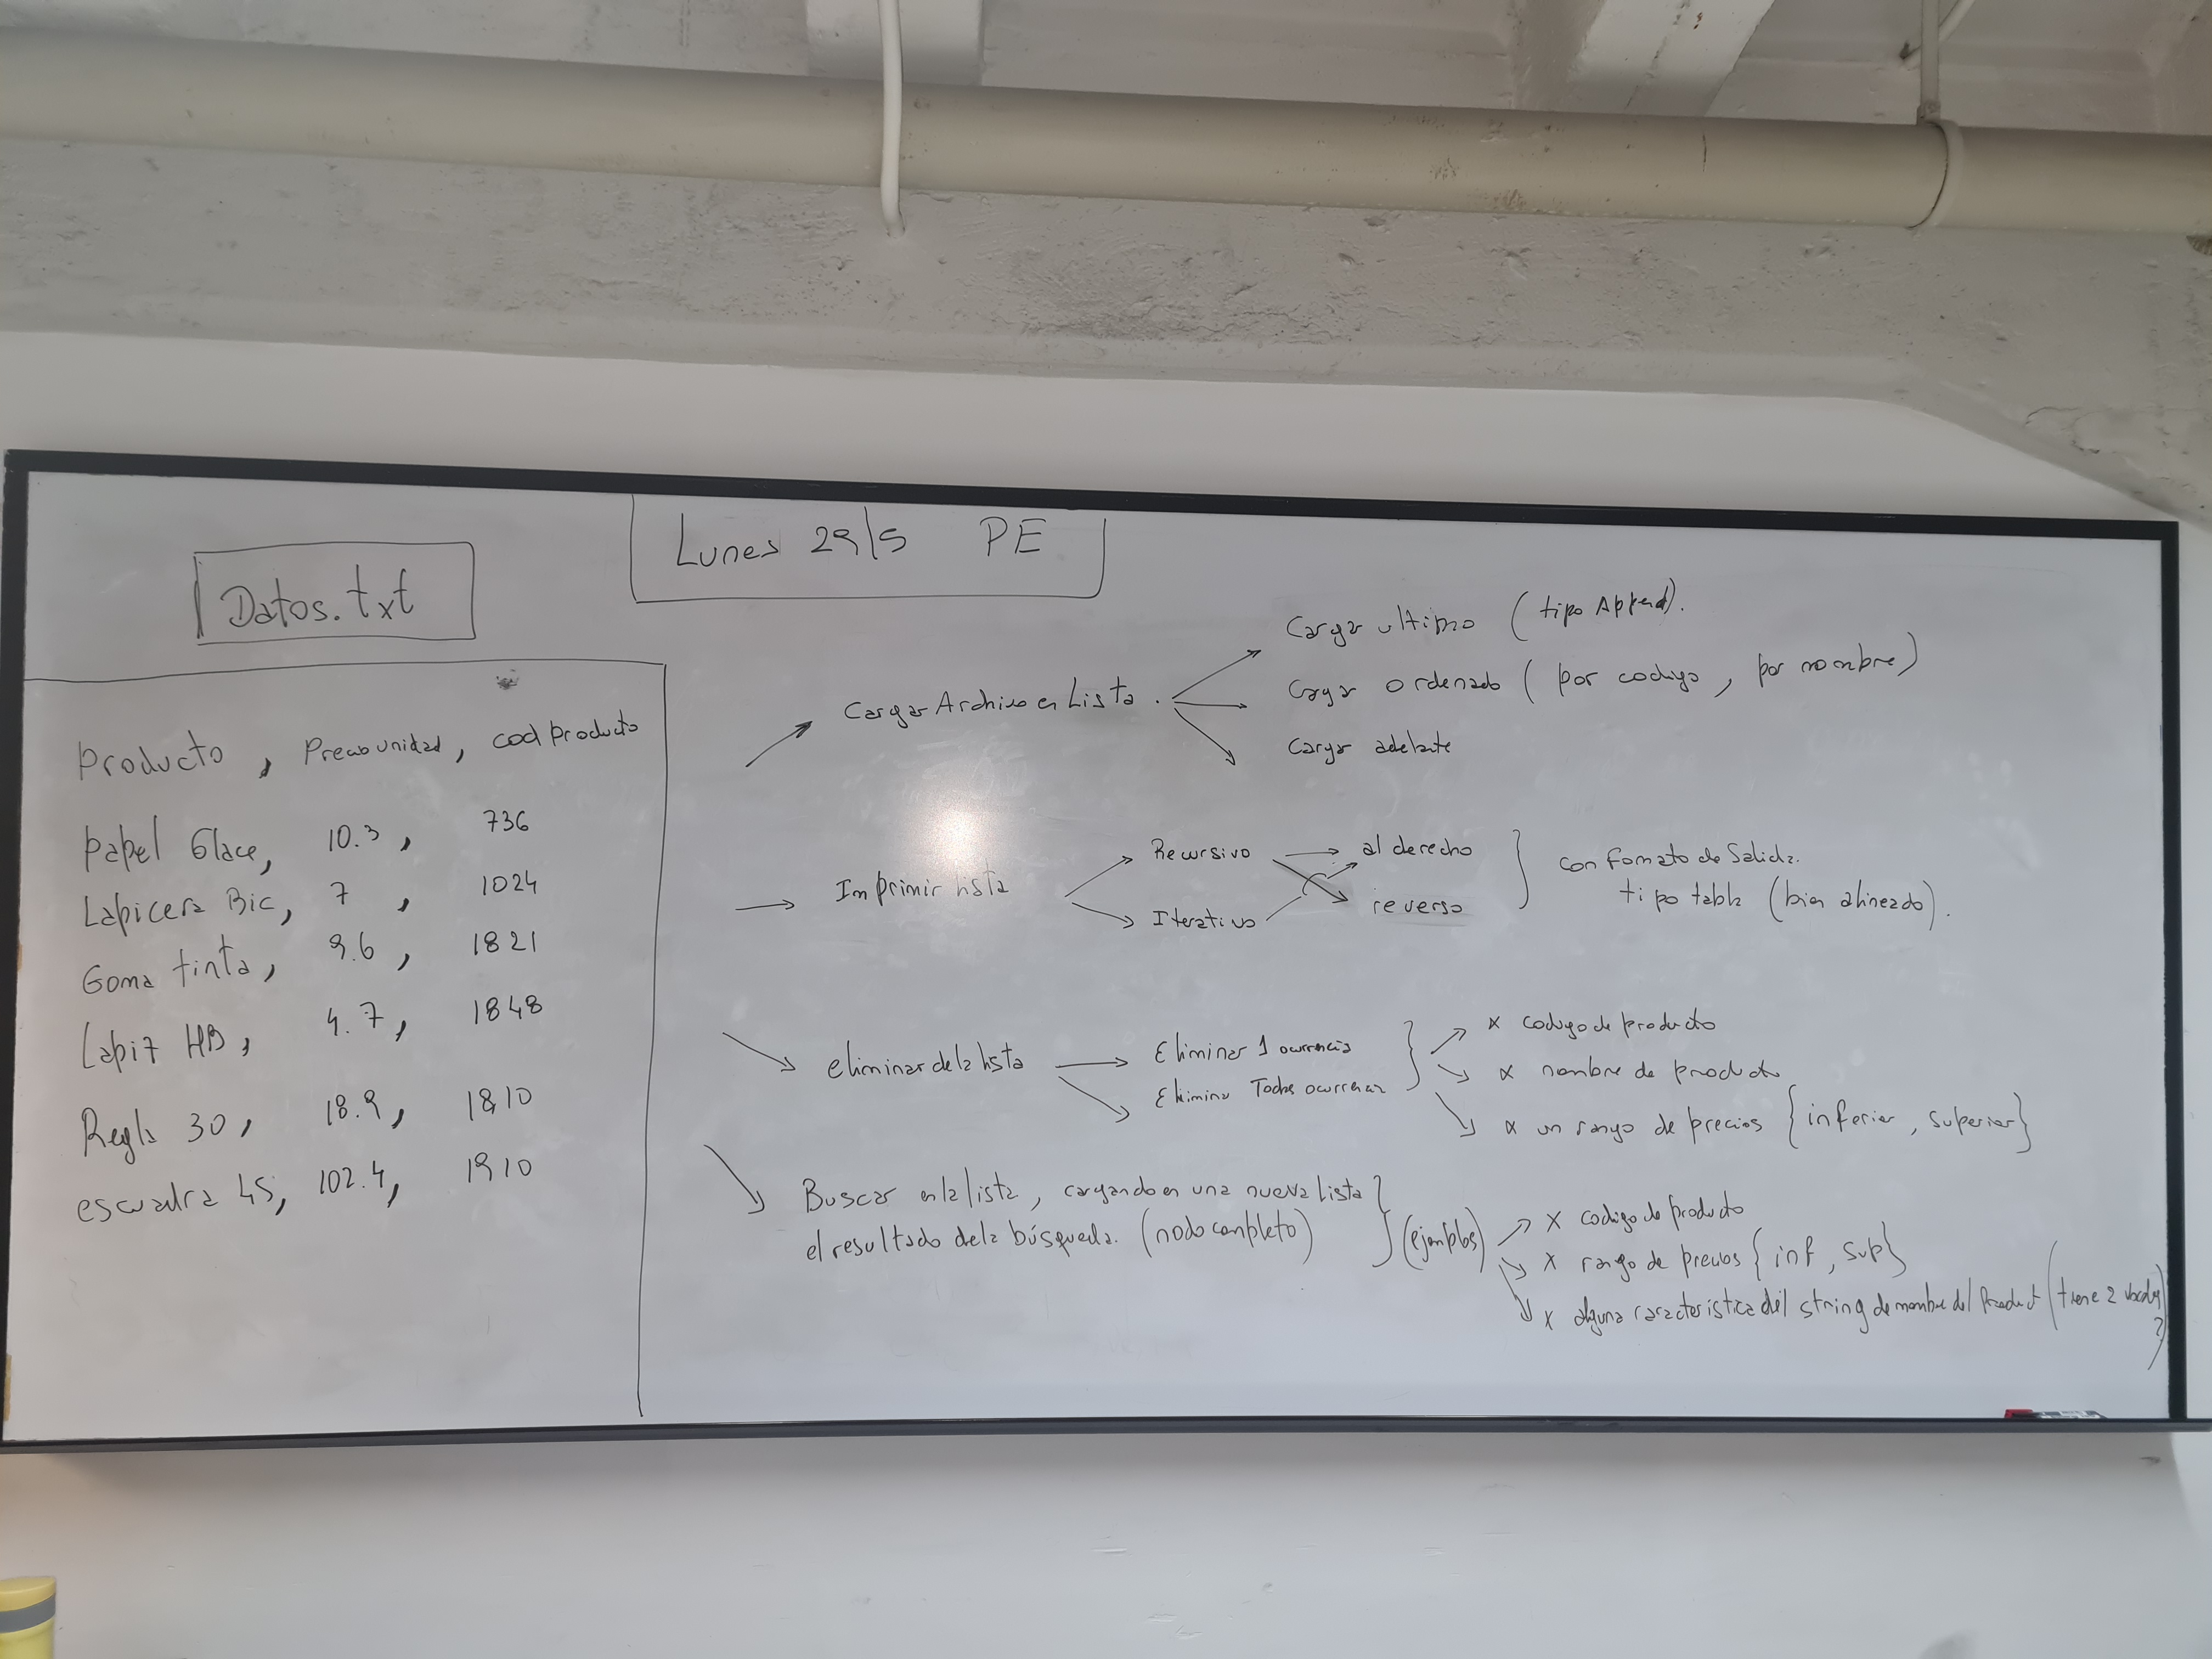 Lunes 29/5 PE
Datos.txt
Producto, Precio unidad, cod producto
Papel Glace, 10.3, 736
Lapicera Bic, 7, 1024
Goma tinta, 9.6, 1821
Lapiz HB, 4.7, 1848
Regla 30, 18.9, 1810
escuadra 45, 102.4, 1910
Cargar Archivo en Lista.
Cargar ultimo (tipo Append).
Cargar ordenado (por codigo, por nombre)
Cargar adelante
Imprimir lista
Recursivo
Iterativo
al derecho
reverso
con fomato de Salida.
tipo tabla (bien alineado).
eliminar de la lista
Eliminar 1 ocurrencia
Eliminar Todas ocurrencias
x codigo de producto
x nombre de producto
x un rango de precios {inferior, superior}
Buscar en la lista, cargando en una nueva Lista
el resultado de la búsqueda. (nodo completo)
(ejemplos)
x codigo de producto
x rango de precios {inf, sup}
x alguna caracteristica del string de nombre del Product (tiene 2 vocales
?)